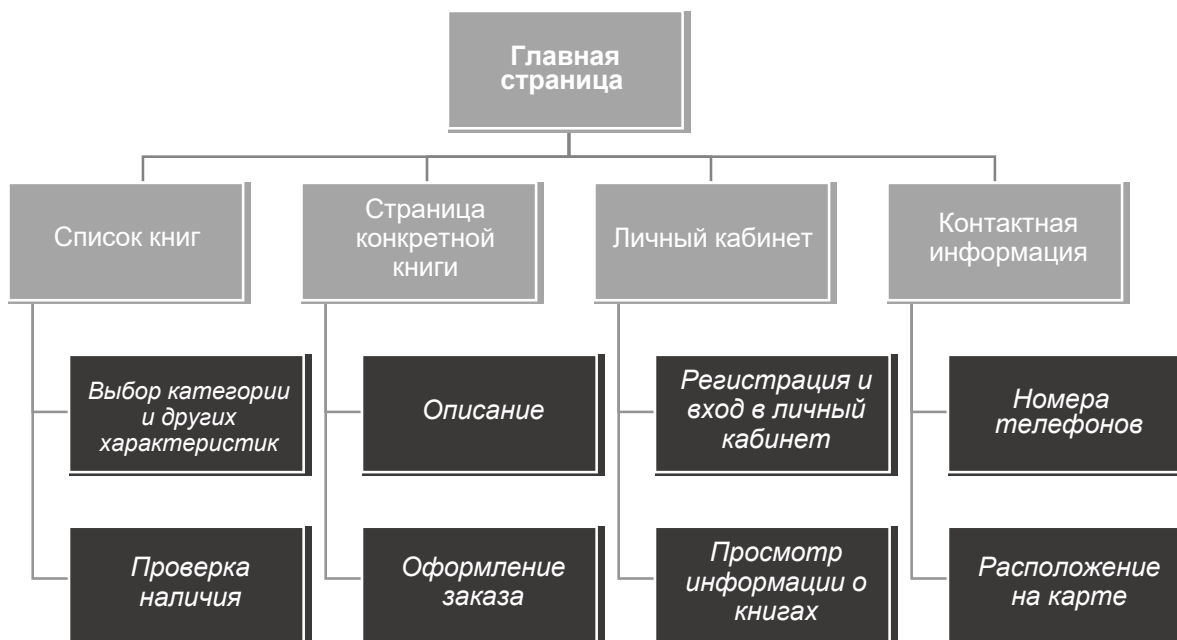 Главная
страница
Список книг
Страница
конкретной
книги
Личный кабинет
Контактная
информация
Выбор категории
и других
характеристик
Описание
Регистрация и
вход в личный
кабинет
Номера
телефонов
Проверка
наличия
Оформление
заказа
Просмотр
информации о
книгах
Расположение
на карте